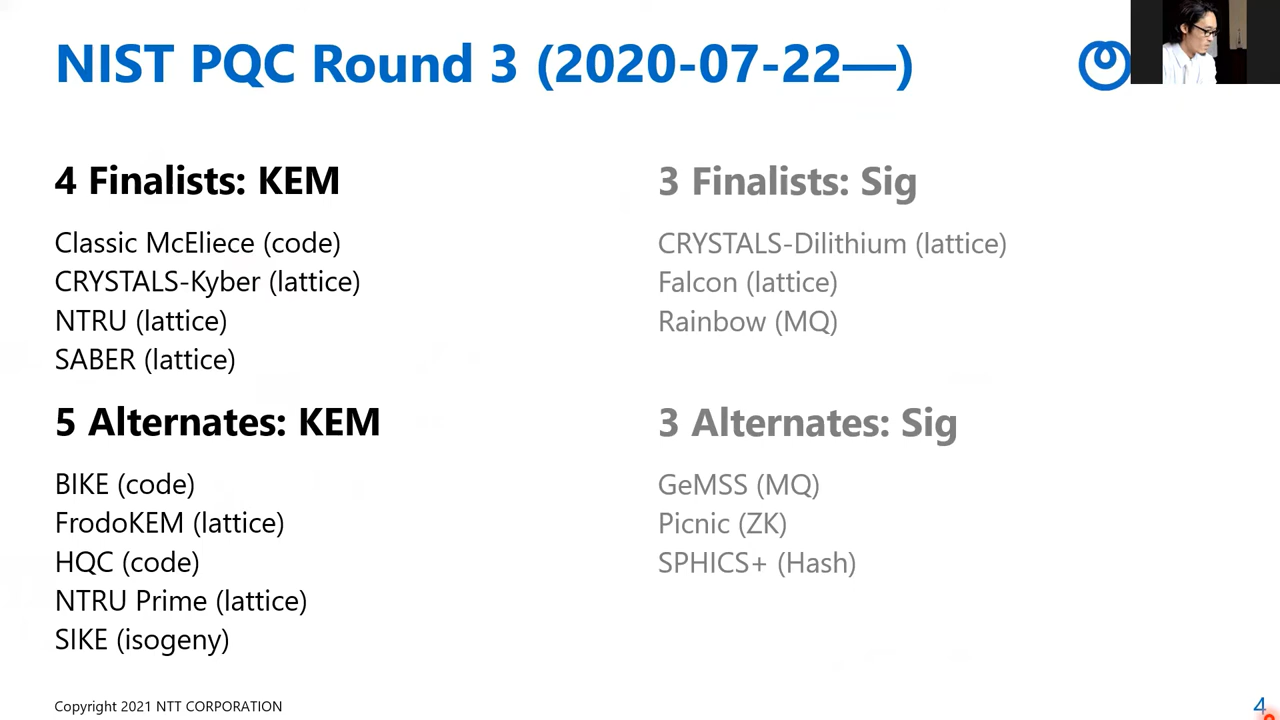 NIST PQC Round 3 (2020-07-22—)
4 Finalists: KEM
Classic McEliece (code)
CRYSTALS-Kyber (lattice)
NTRU (lattice)
SABER (lattice)
5 Alternates: KEM
BIKE (code)
FrodoKEM (lattice)
HQC (code)
NTRU Prime (lattice)
SIKE (isogeny)
3 Finalists: Sig
CRYSTALS-Dilithium (lattice)
Falcon (lattice)
Rainbow (MQ)
3 Alternates: Sig
GeMSS (MQ)
Picnic (ZK)
SPHICS+ (Hash)
Copyright 2021 NTT CORPORATION
4